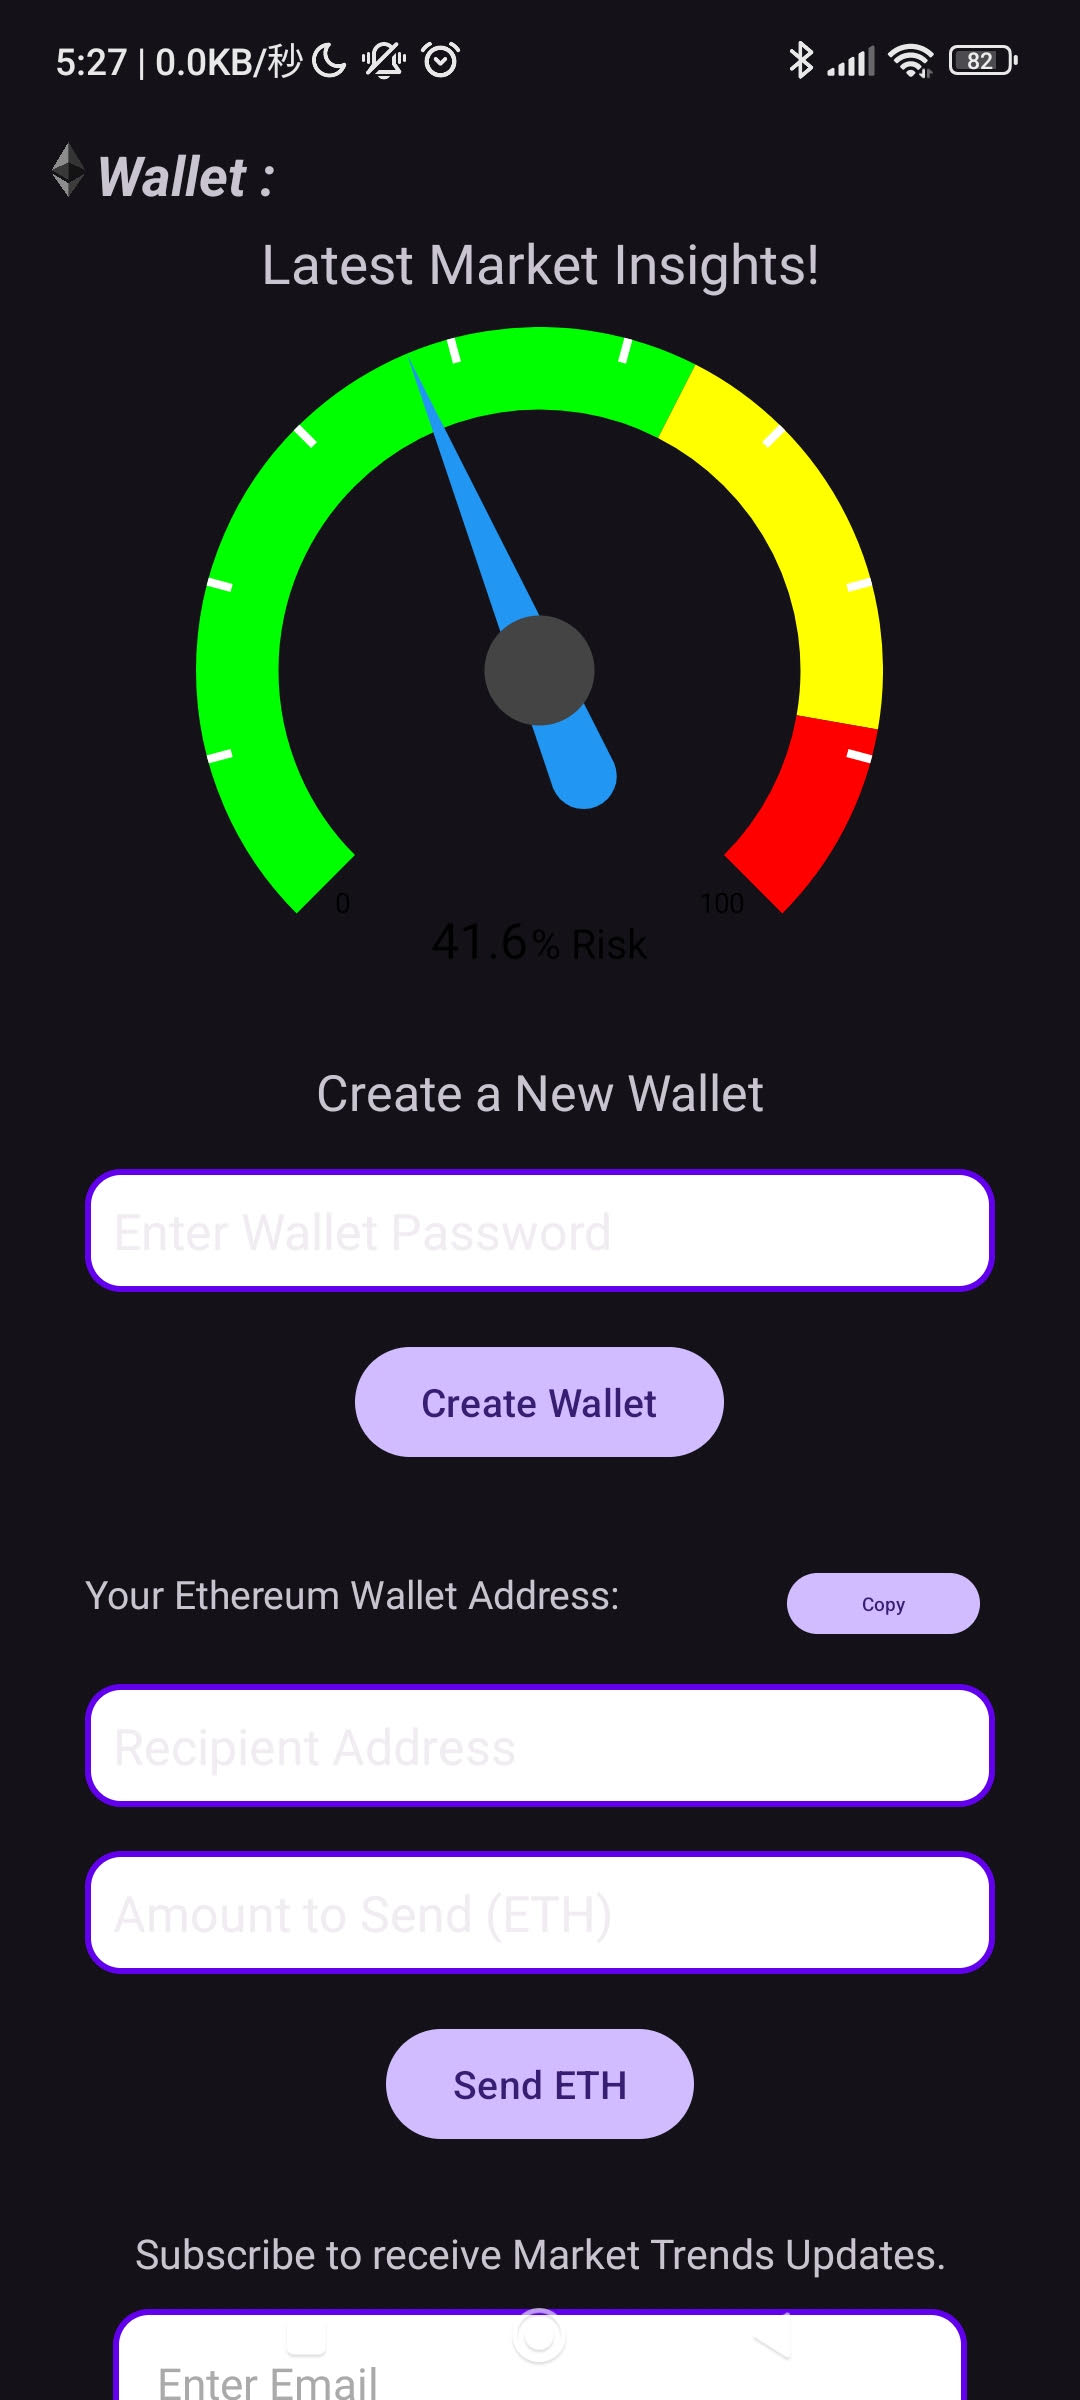 5:27 | 0.0KB/秒
82
Wallet :
Latest Market Insights!
0
100
41.6% Risk
Create a New Wallet
Enter Wallet Password
Create Wallet
Your Ethereum Wallet Address:
Copy
Recipient Address
Amount to Send (ETH)
Send ETH
Subscribe to receive Market Trends Updates.
Enter Email